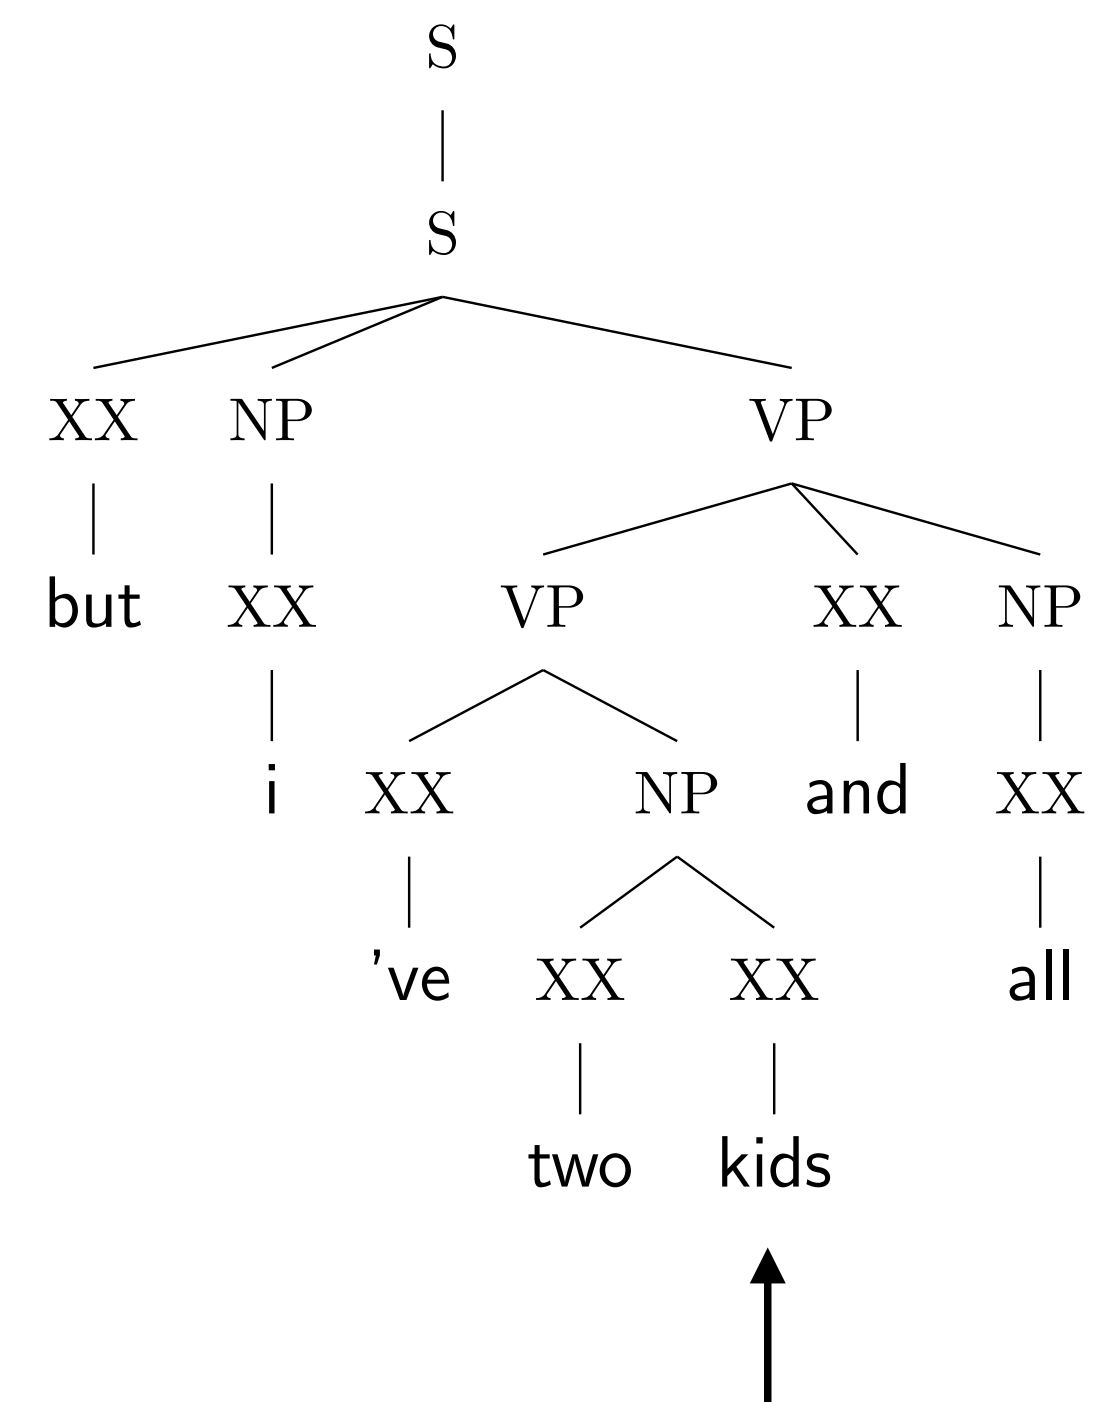 S
S
XX NP VP
but XX VP XX NP
i XX NP and XX
've XX XX all
two kids